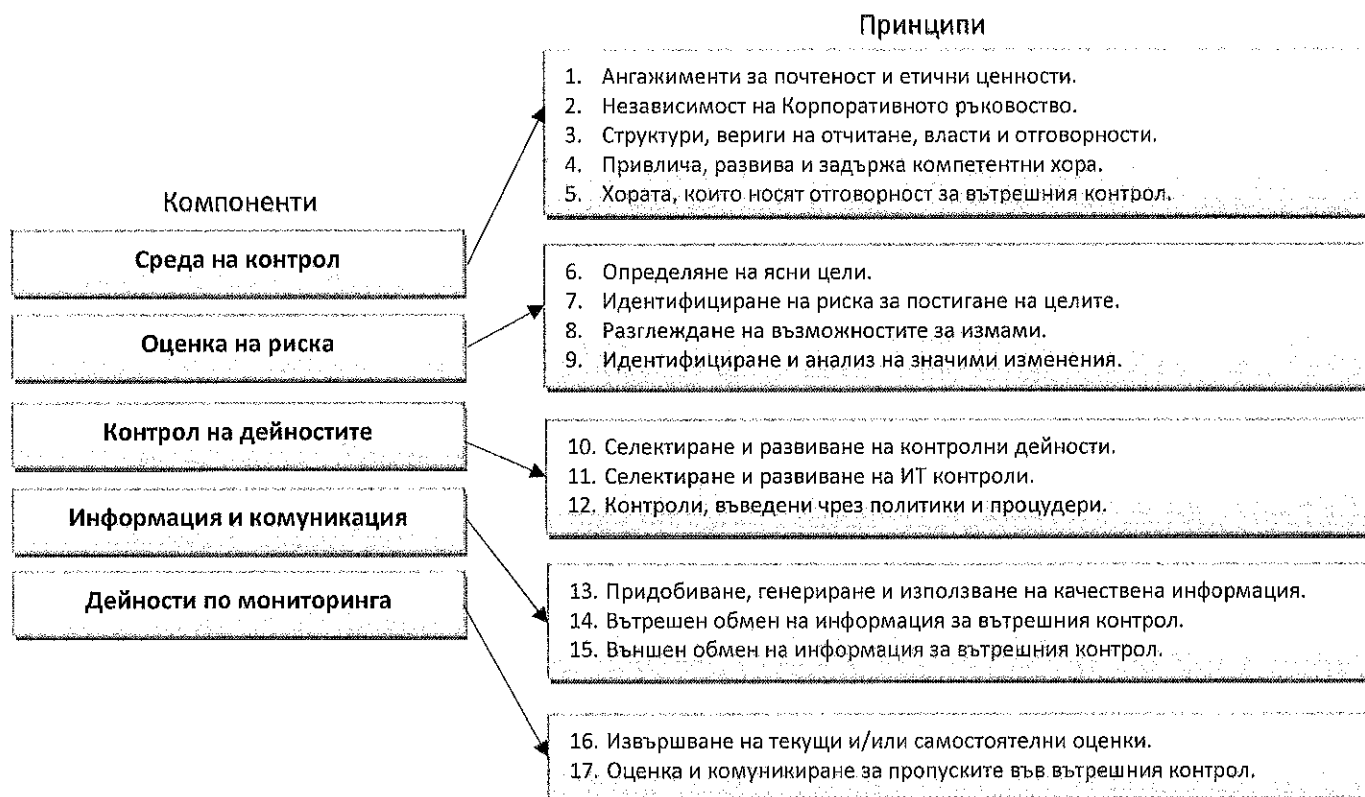 Принципи
1. Ангажименти за почтеност и етични ценности.
2. Независимост на Корпоративното ръковоство.
3. Структури, вериги на отчитане, власти и отговорности.
4. Привлича, развива и задържа компетентни хора.
5. Хората, които носят отговорност за вътрешния контрол.
Компоненти
Среда на контрол
Оценка на риска
Контрол на дейностите
Информация и комуникация
Дейности по мониторинга
6. Определяне на ясни цели.
7. Идентифициране на риска за постигане на целите.
8. Разглеждане на възможностите за измами.
9. Идентифициране и анализ на значими изменения.
10. Селектиране и развиване на контролни дейности.
11. Селектиране и развиване на ИТ контроли.
12. Контроли, въведени чрез политики и процудери.
13. Придобиване, генериране и използване на качествена информация.
14. Вътрешен обмен на информация за вътрешния контрол.
15. Външен обмен на информация за вътрешния контрол.
16. Извършване на текущи и/или самостоятелни оценки.
17. Оценка и комуникиране за пропуските във вътрешния контрол.